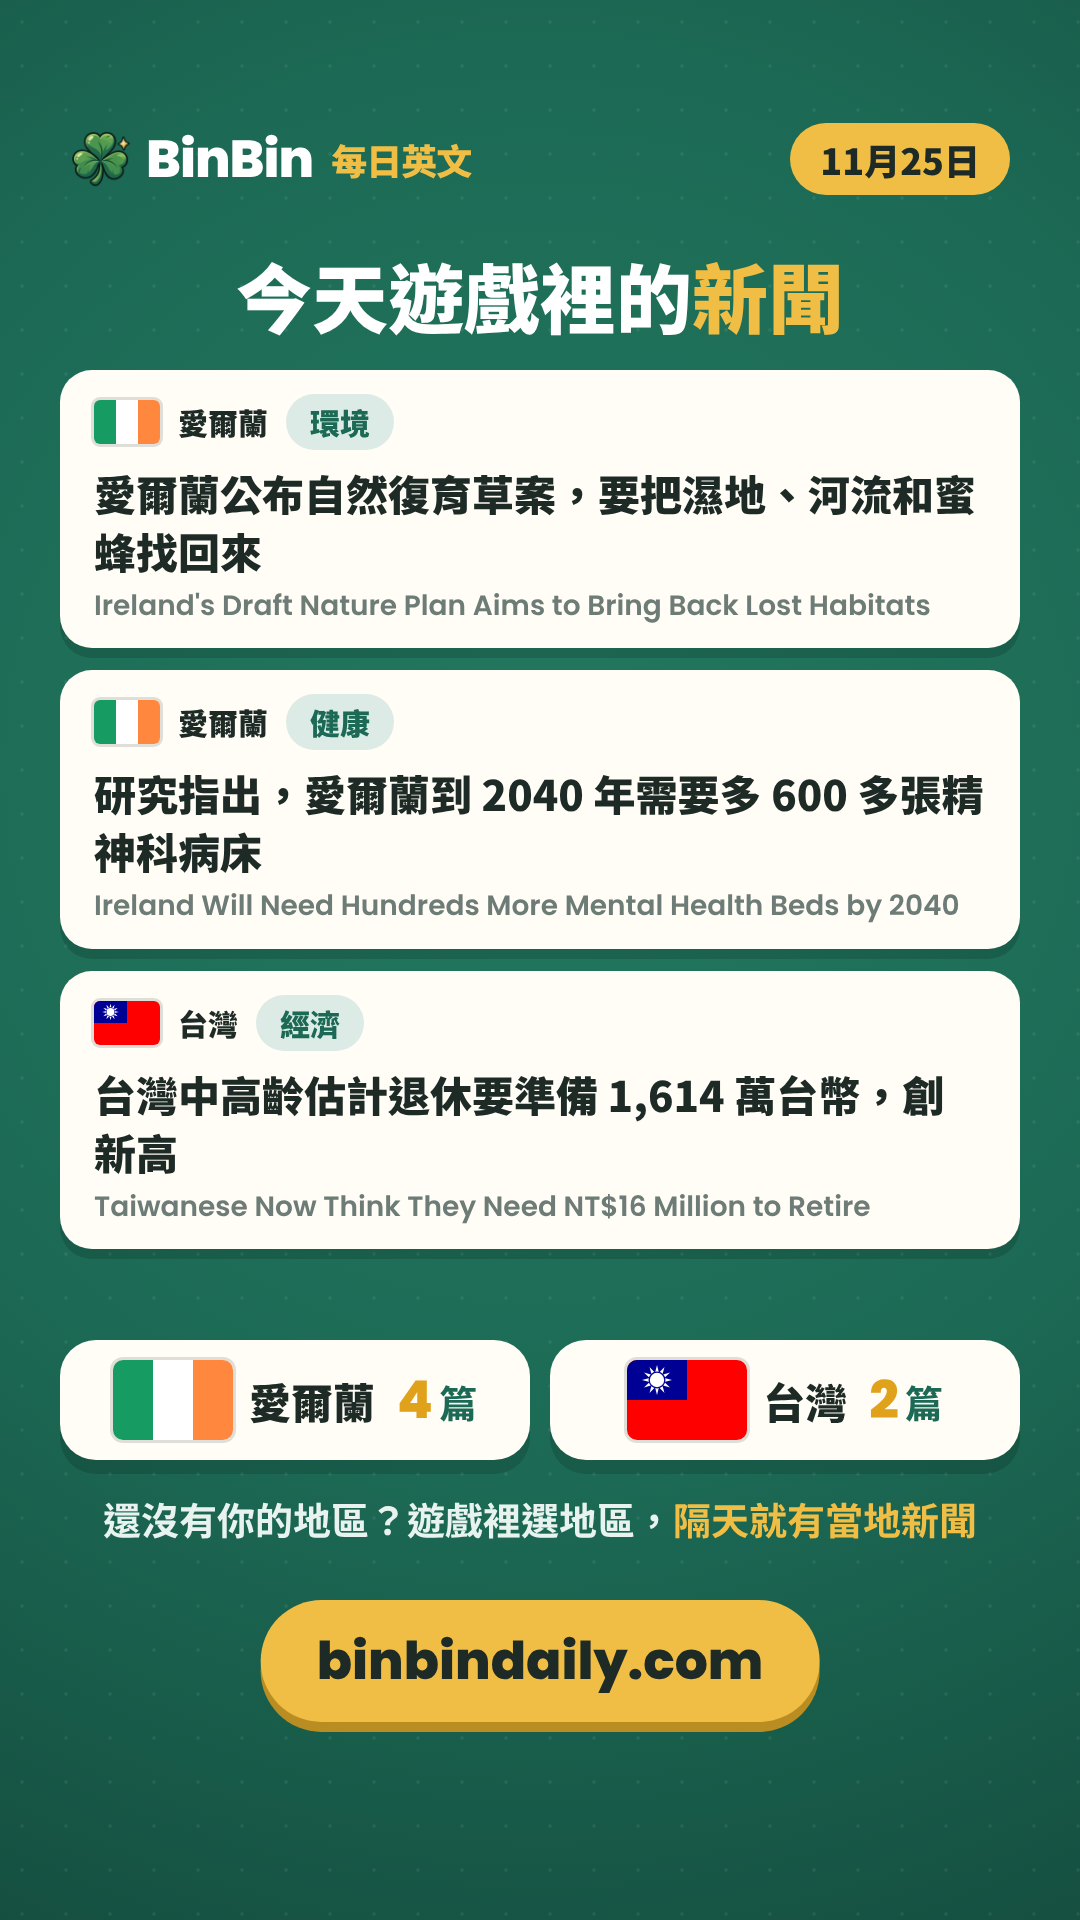 BinBin 每日英文
11月25日
今天遊戲裡的新聞
愛爾蘭 環境
愛爾蘭公布自然復育草案，要把濕地、河流和蜜
蜂找回來
Ireland's Draft Nature Plan Aims to Bring Back Lost Habitats
愛爾蘭 健康
研究指出，愛爾蘭到 2040 年需要多 600 多張精
神科病床
Ireland Will Need Hundreds More Mental Health Beds by 2040
台灣 經濟
台灣中高齡估計退休要準備 1,614 萬台幣，創
新高
Taiwanese Now Think They Need NT$16 Million to Retire
愛爾蘭 4 篇
台灣 2 篇
還沒有你的地區？遊戲裡選地區，隔天就有當地新聞
binbindaily.com